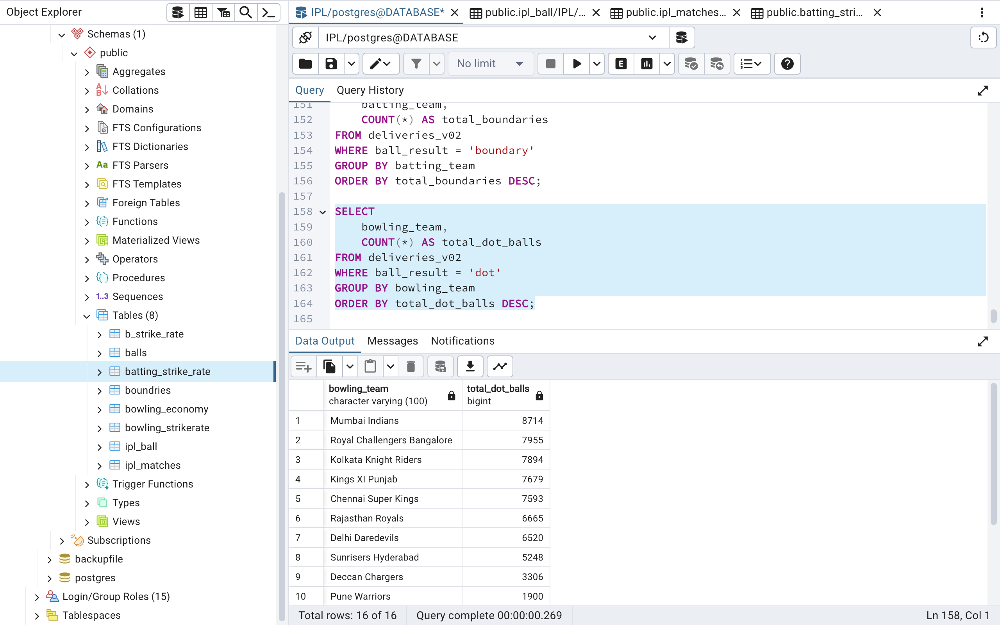 Object Explorer
IPL/postgres@DATABASE*
public.ipl_ball/IPL/...
public.ipl_matches...
public.batting_stri...
Schemas (1)
public
Aggregates
Collations
Domains
FTS Configurations
FTS Dictionaries
Aa FTS Parsers
FTS Templates
Foreign Tables
Functions
Materialized Views
Operators
Procedures
1..3 Sequences
Tables (8)
b_strike_rate
balls
batting_strike_rate
boundries
bowling_economy
bowling_strikerate
ipl_ball
ipl_matches
Trigger Functions
Types
Views
Subscriptions
backupfile
postgres
Login/Group Roles (15)
Tablespaces
IPL/postgres@DATABASE
No limit
E
Query Query History
151 batting_team,
152 COUNT(*) AS total_boundaries
153 FROM deliveries_v02
154 WHERE ball_result = 'boundary'
155 GROUP BY batting_team
156 ORDER BY total_boundaries DESC;
157
158 SELECT
159 bowling_team,
160 COUNT(*) AS total_dot_balls
161 FROM deliveries_v02
162 WHERE ball_result = 'dot'
163 GROUP BY bowling_team
164 ORDER BY total_dot_balls DESC;
165
Data Output Messages Notifications
bowling_team
character varying (100)
total_dot_balls
bigint
1 Mumbai Indians 8714
2 Royal Challengers Bangalore 7955
3 Kolkata Knight Riders 7894
4 Kings XI Punjab 7679
5 Chennai Super Kings 7593
6 Rajasthan Royals 6665
7 Delhi Daredevils 6520
8 Sunrisers Hyderabad 5248
9 Deccan Chargers 3306
10 Pune Warriors 1900
Total rows: 16 of 16 Query complete 00:00:00.269 Ln 158, Col 1